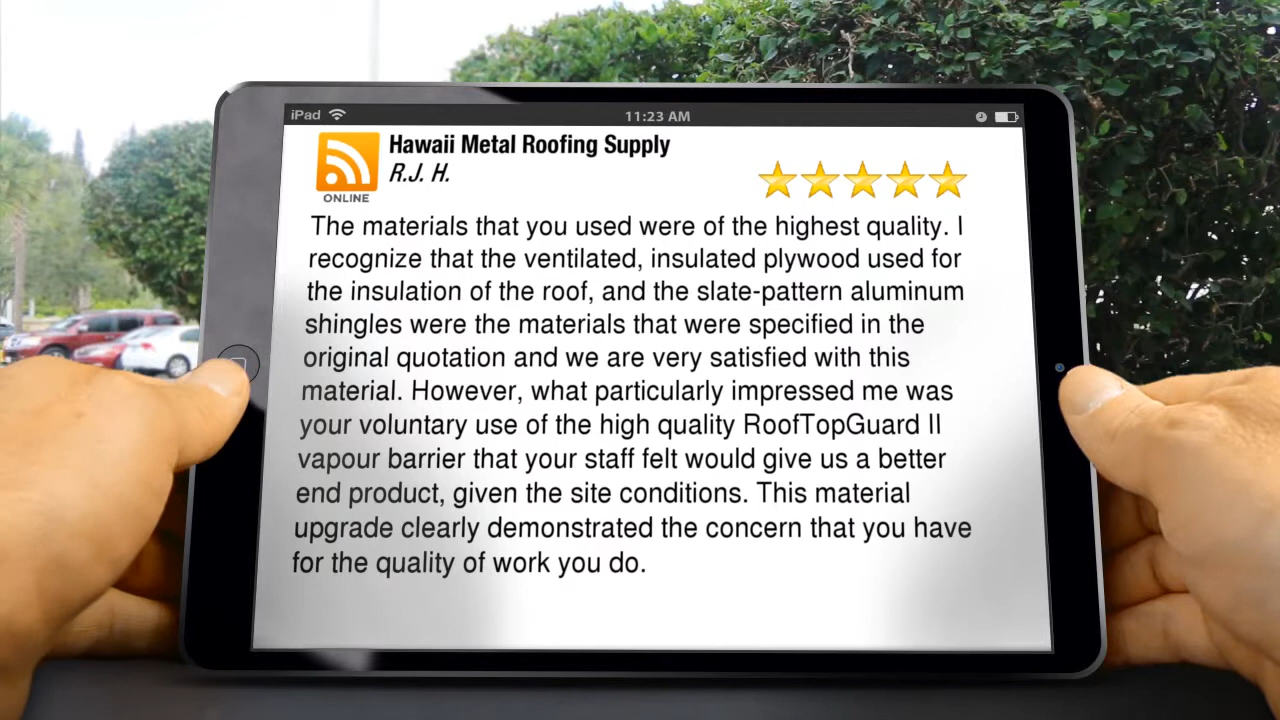 iPad
11:23 AM
Hawaii Metal Roofing Supply
R.J. H.
ONLINE
The materials that you used were of the highest quality. I
recognize that the ventilated, insulated plywood used for
the insulation of the roof, and the slate-pattern aluminum
shingles were the materials that were specified in the
original quotation and we are very satisfied with this
material. However, what particularly impressed me was
your voluntary use of the high quality RoofTopGuard II
vapour barrier that your staff felt would give us a better
end product, given the site conditions. This material
upgrade clearly demonstrated the concern that you have
for the quality of work you do.